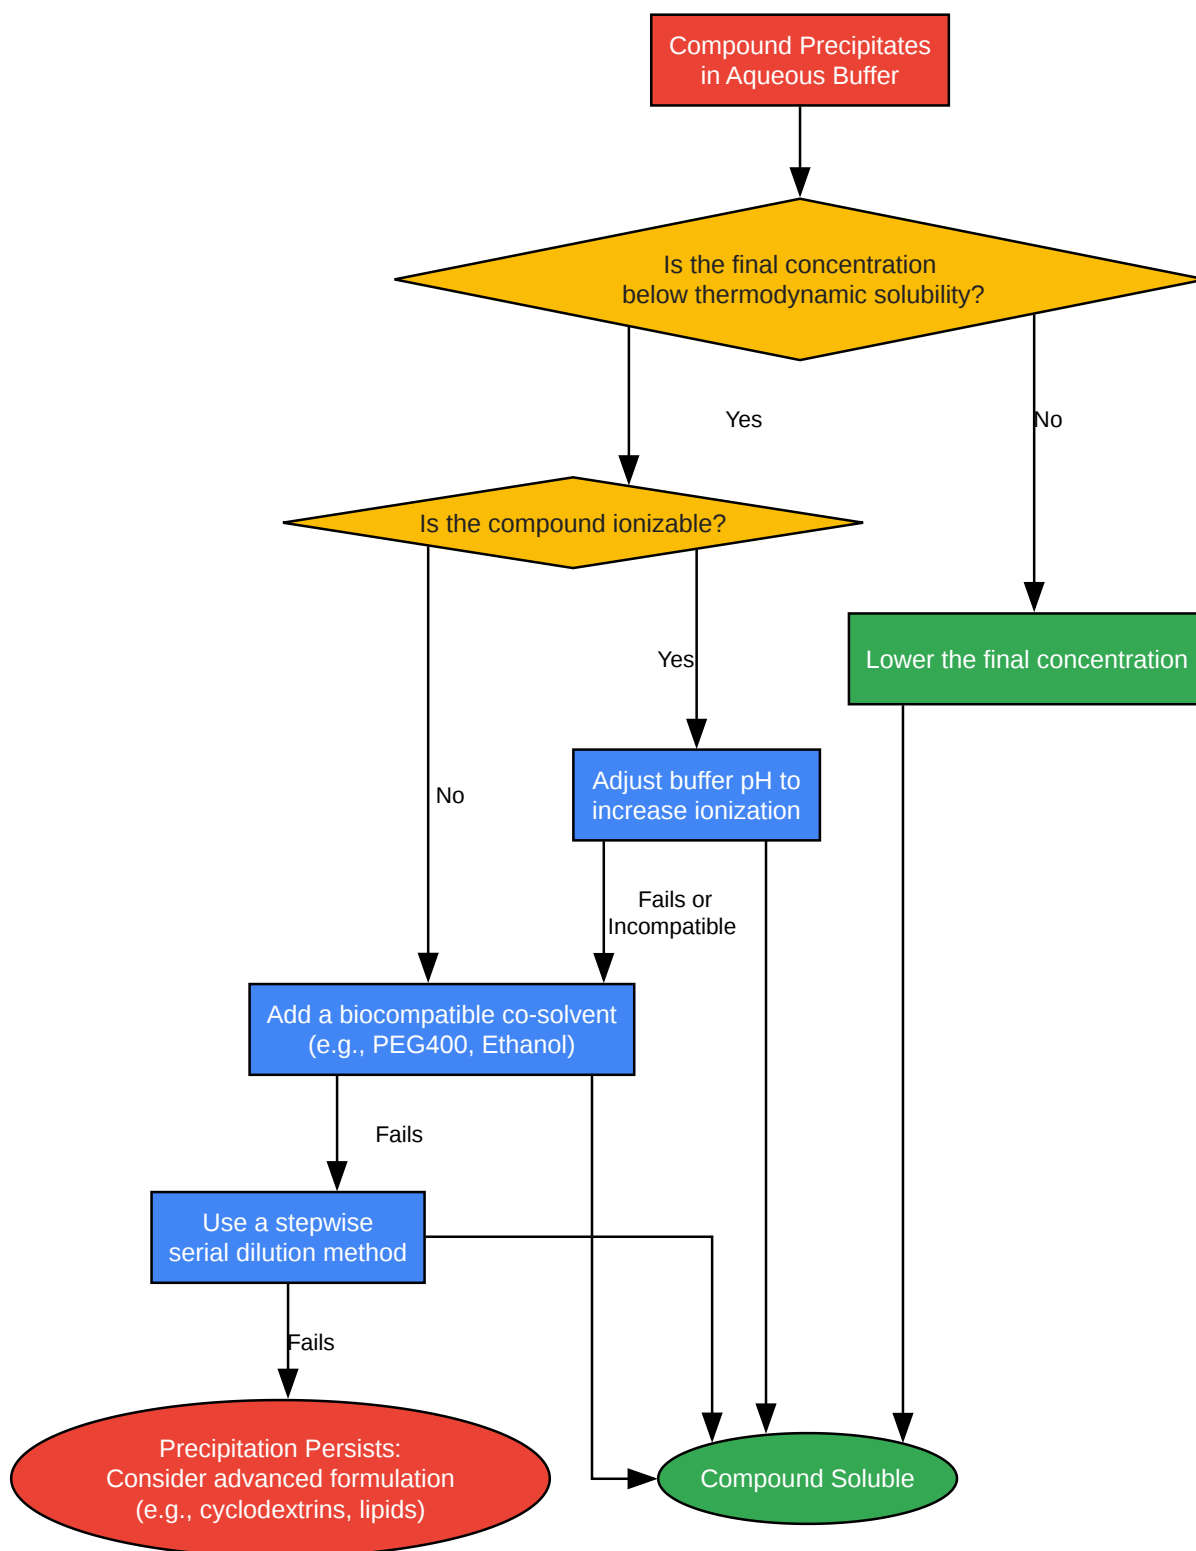 Compound Precipitates
in Aqueous Buffer
Is the final concentration
below thermodynamic solubility?
Yes
No
Is the compound ionizable?
Yes
Lower the final concentration
No
Adjust buffer pH to
increase ionization
Fails or
Incompatible
Add a biocompatible co-solvent
(e.g., PEG400, Ethanol)
Fails
Use a stepwise
serial dilution method
Fails
Precipitation Persists:
Consider advanced formulation
(e.g., cyclodextrins, lipids)
Compound Soluble